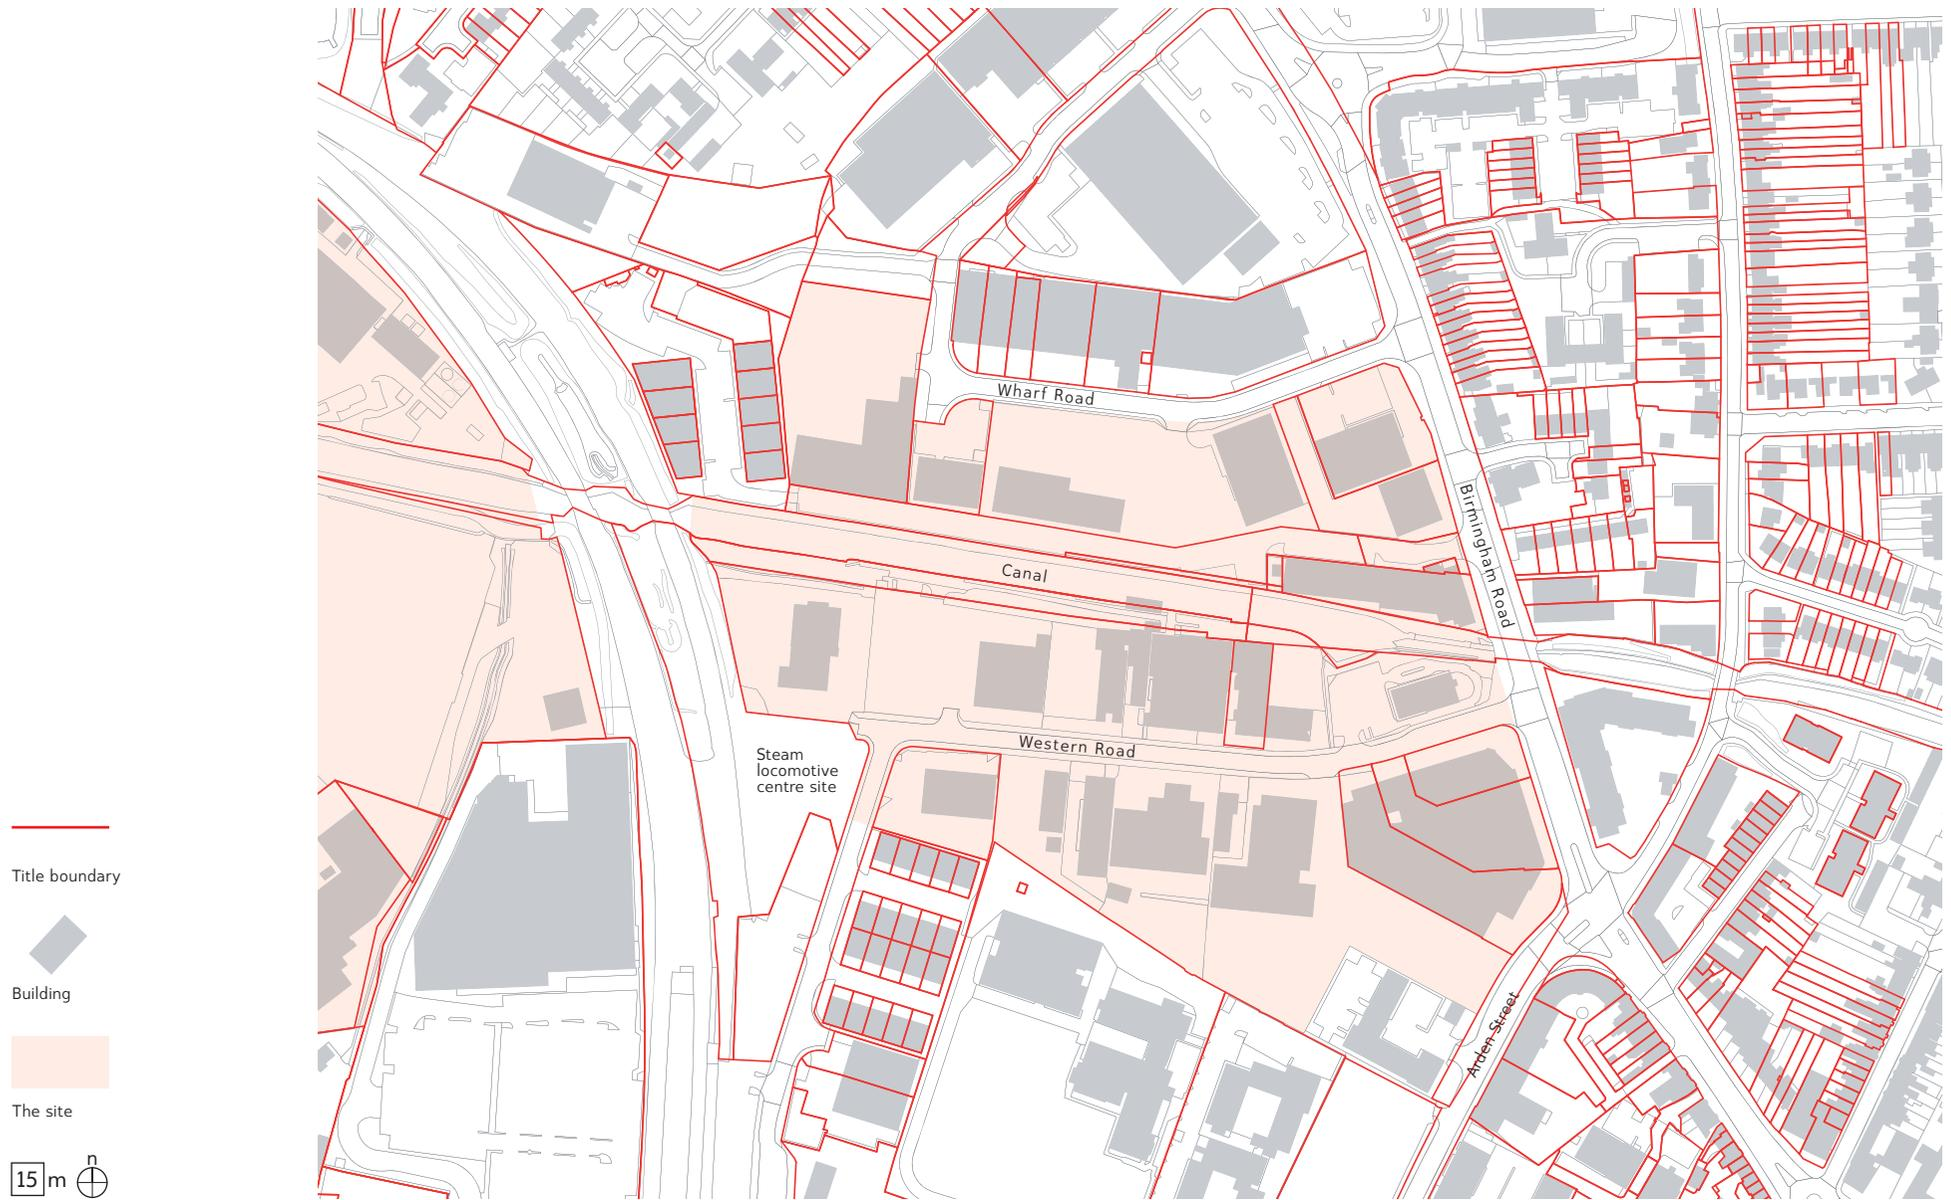 Wharf Road
Birmingham Road
Canal
Western Road
Steam
locomotive
centre site
Arden Street
Title boundary
Building
The site
15 m
n